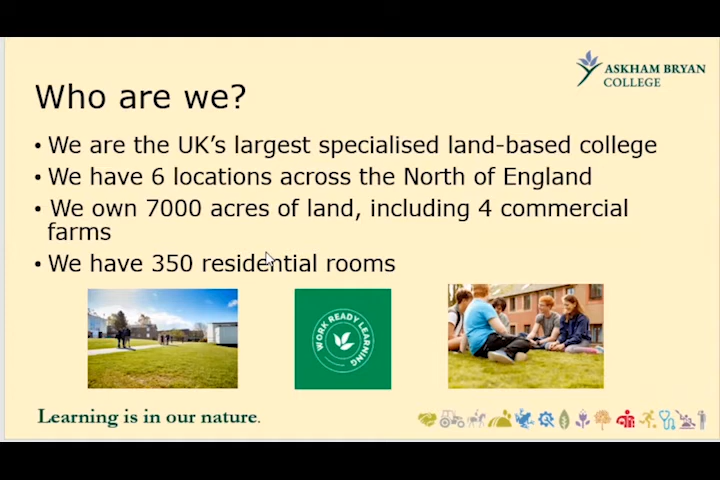 ASKHAM BRYAN
COLLEGE
Who are we?
• We are the UK's largest specialised land-based college
• We have 6 locations across the North of England
• We own 7000 acres of land, including 4 commercial
farms
• We have 350 residential rooms
WORK READY LEARNING
Learning is in our nature.